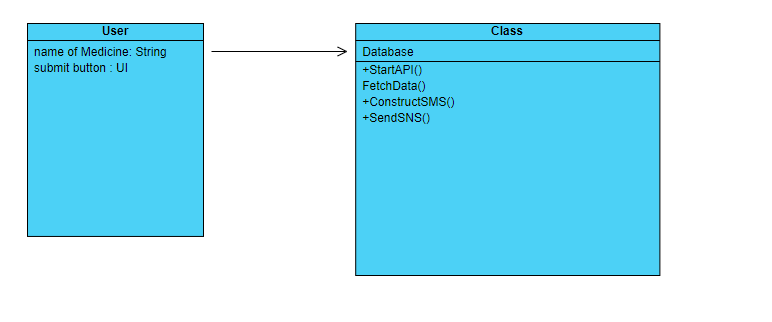 User
name of Medicine: String
submit button : UI
Class
Database
+StartAPI()
FetchData()
+ConstructSMS()
+SendSNS()